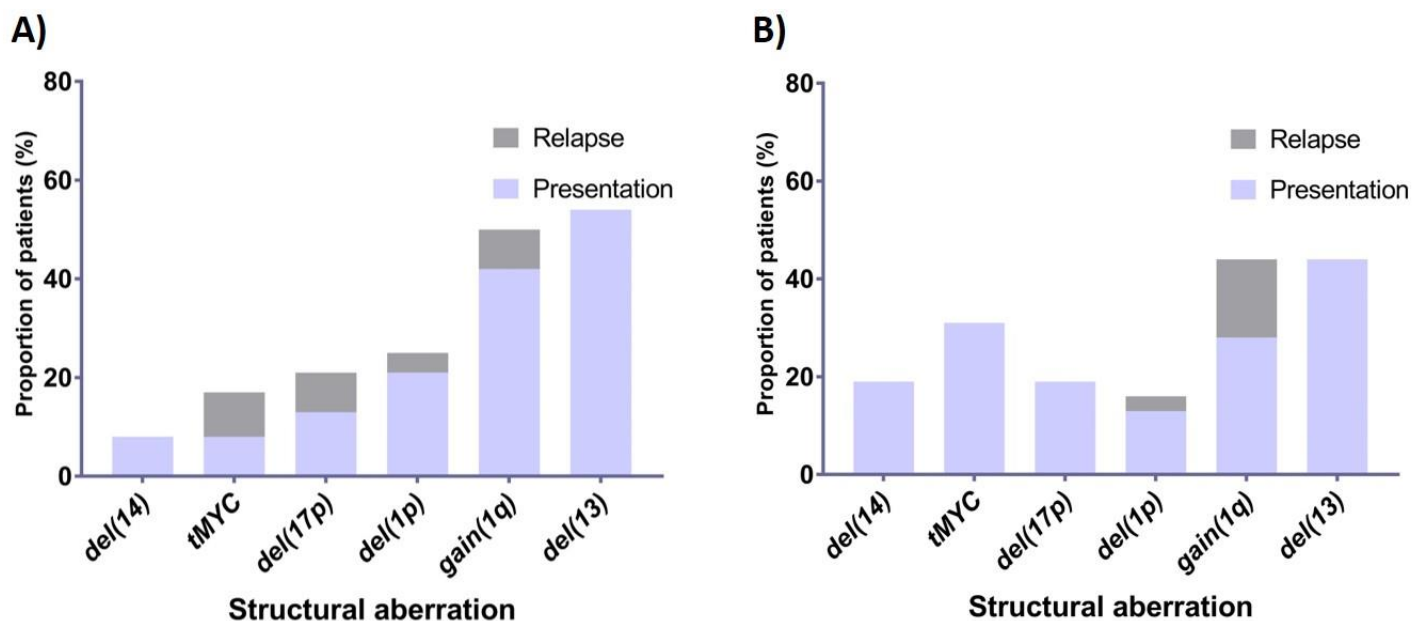 A)
Proportion of patients (%)
80
60
40
20
0
Relapse
Presentation
del(14)
tMYC
del(17p)
del(1p)
gain(1q)
del(13)
Structural aberration
B)
Proportion of patients (%)
80
60
40
20
0
Relapse
Presentation
del(14)
tMYC
del(17p)
del(1p)
gain(1q)
del(13)
Structural aberration